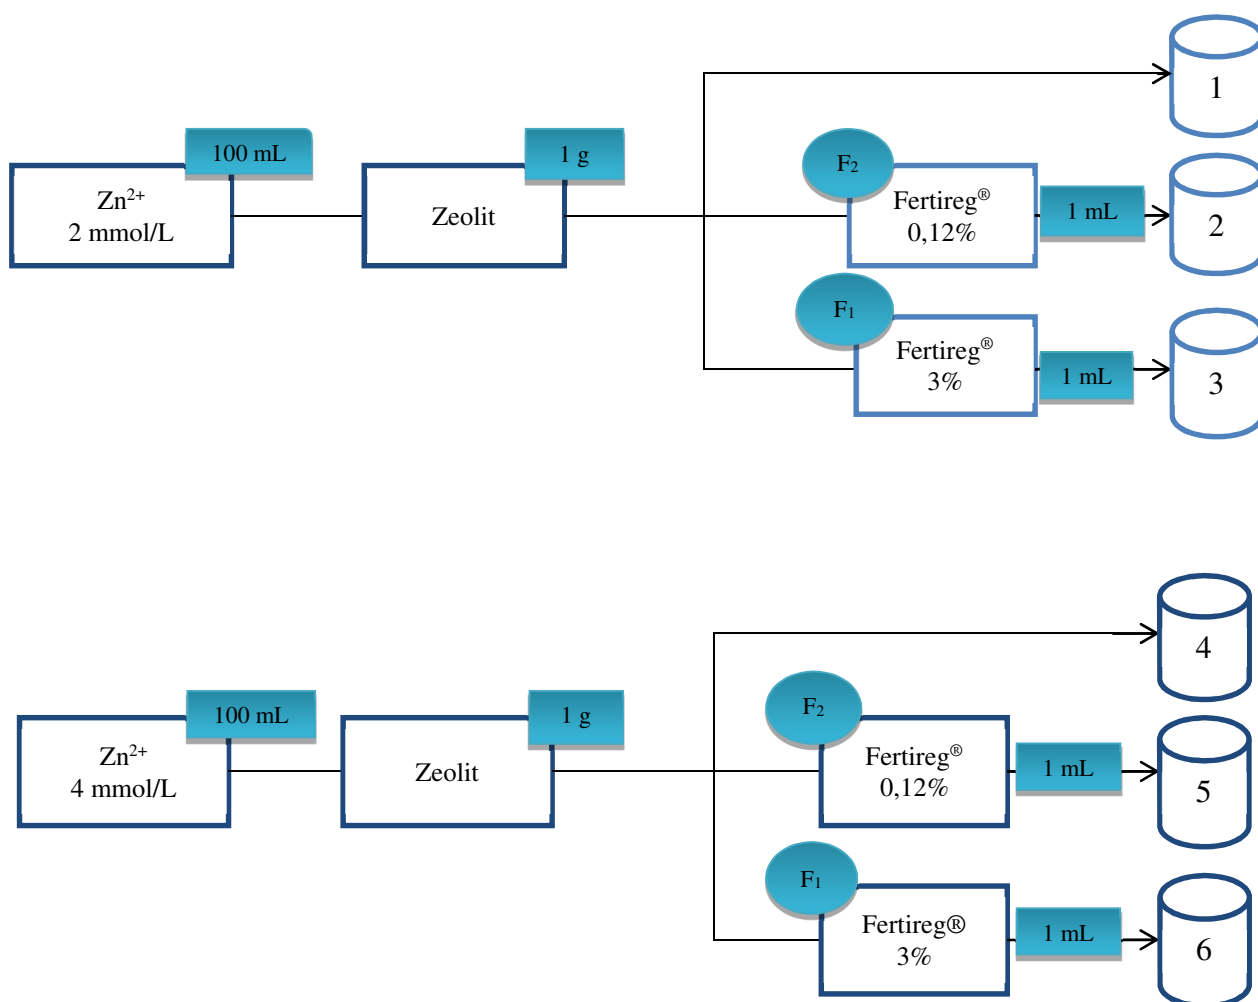 1
100 mL
1 g
F₂
Zn²⁺
2 mmol/L
Zeolit
Fertireg®
0,12%
1 mL
2
F₁
Fertireg®
3%
1 mL
3
4
100 mL
1 g
F₂
Zn²⁺
4 mmol/L
Zeolit
Fertireg®
0,12%
1 mL
5
F₁
Fertireg®
3%
1 mL
6